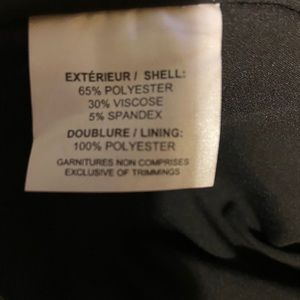 EXTÉRIEUR / SHELL:
65% POLYESTER
30% VISCOSE
5% SPANDEX
DOUBLURE / LINING:
100% POLYESTER
GARNITURES NON COMPRISES
EXCLUSIVE OF TRIMMINGS